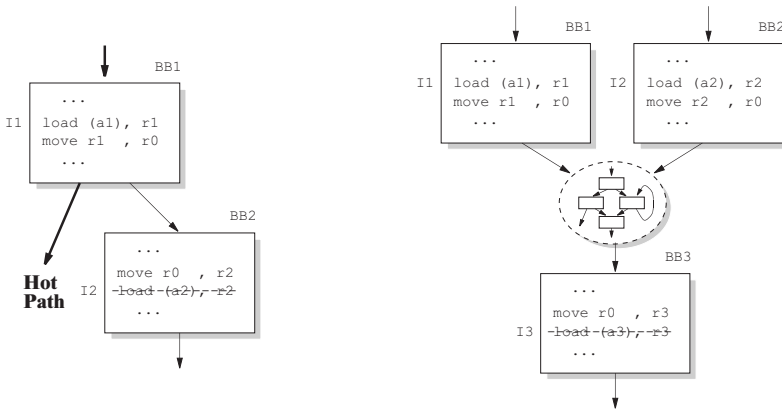 BB1
...
I1 load (a1), r1
move r1 , r0
...
Hot
Path
BB2
...
move r0 , r2
I2 load (a2), r2
...
BB1
...
I1 load (a1), r1
move r1 , r0
...
BB2
...
I2 load (a2), r2
move r2 , r0
...
BB3
...
move r0 , r3
I3 load (a3), r3
...